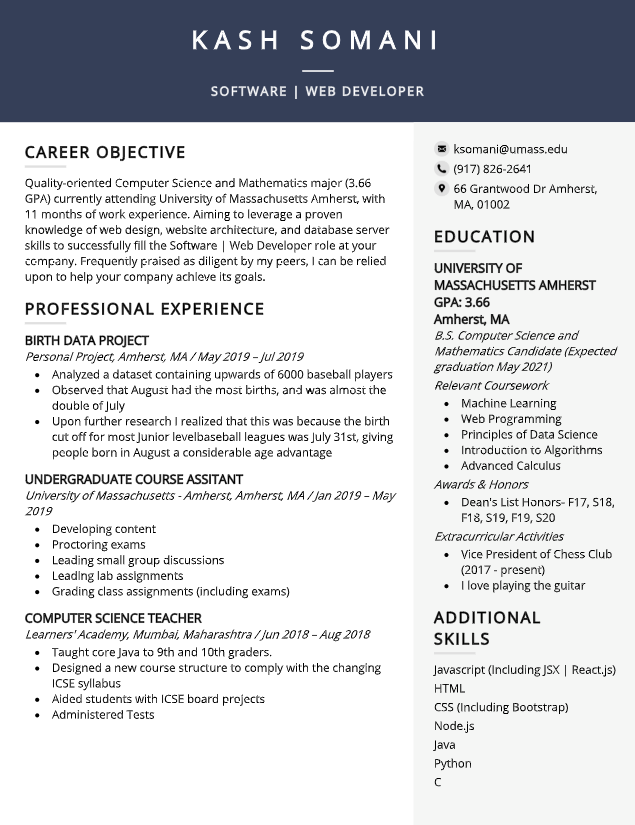 KASH SOMANI
SOFTWARE | WEB DEVELOPER
CAREER OBJECTIVE
Quality-oriented Computer Science and Mathematics major (3.66
GPA) currently attending University of Massachusetts Amherst, with
11 months of work experience. Aiming to leverage a proven
knowledge of web design, website architecture, and database server
skills to successfully fill the Software | Web Developer role at your
company. Frequently praised as diligent by my peers, I can be relied
upon to help your company achieve its goals.
PROFESSIONAL EXPERIENCE
BIRTH DATA PROJECT
Personal Project, Amherst, MA / May 2019 – Jul 2019
• Analyzed a dataset containing upwards of 6000 baseball players
• Observed that August had the most births, and was almost the
double of July
• Upon further research I realized that this was because the birth
cut off for most Junior levelbaseball leagues was July 31st, giving
people born in August a considerable age advantage
UNDERGRADUATE COURSE ASSITANT
University of Massachusetts - Amherst, Amherst, MA / Jan 2019 – May
2019
• Developing content
• Proctoring exams
• Leading small group discussions
• Leading lab assignments
• Grading class assignments (including exams)
COMPUTER SCIENCE TEACHER
Learners' Academy, Mumbai, Maharashtra / Jun 2018 – Aug 2018
• Taught core Java to 9th and 10th graders.
• Designed a new course structure to comply with the changing
ICSE syllabus
• Aided students with ICSE board projects
• Administered Tests
ksomani@umass.edu
(917) 826-2641
66 Grantwood Dr Amherst,
MA, 01002
EDUCATION
UNIVERSITY OF
MASSACHUSETTS AMHERST
GPA: 3.66
Amherst, MA
B.S. Computer Science and
Mathematics Candidate (Expected
graduation May 2021)
Relevant Coursework
• Machine Learning
• Web Programming
• Principles of Data Science
• Introduction to Algorithms
• Advanced Calculus
Awards & Honors
• Dean's List Honors- F17, S18,
F18, S19, F19, S20
Extracurricular Activities
• Vice President of Chess Club
(2017 - present)
• I love playing the guitar
ADDITIONAL
SKILLS
Javascript (Including JSX | React.js)
HTML
CSS (Including Bootstrap)
Node.js
Java
Python
C